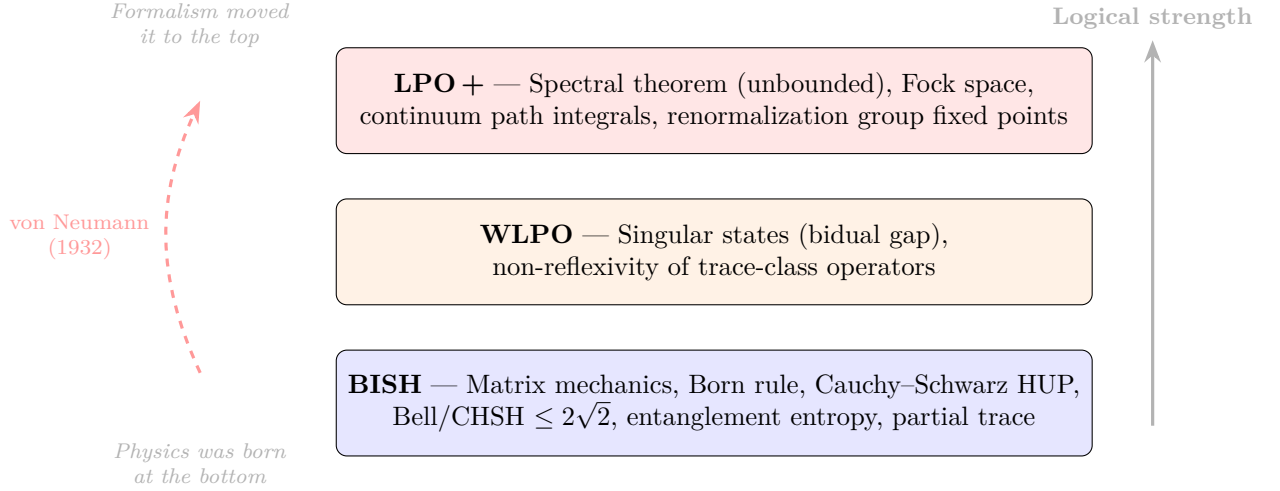 Formalism moved
it to the top
Logical strength
LPO + — Spectral theorem (unbounded), Fock space,
continuum path integrals, renormalization group fixed points
von Neumann
(1932)
WLPO — Singular states (bidual gap),
non-reflexivity of trace-class operators
BISH — Matrix mechanics, Born rule, Cauchy–Schwarz HUP,
Bell/CHSH ≤ 2√2, entanglement entropy, partial trace
Physics was born
at the bottom